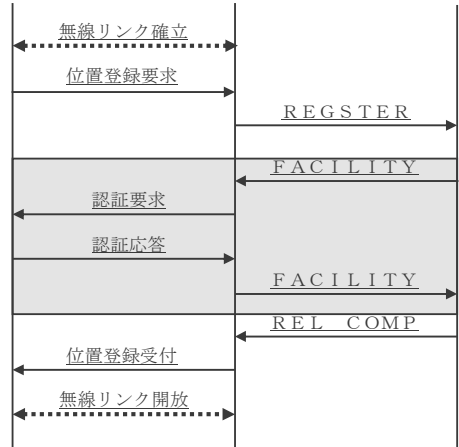 無線リンク確立
位置登録要求
ＲＥＧＳＴＥＲ
ＦＡＣＩＬＩＴＹ
認証要求
認証応答
ＦＡＣＩＬＩＴＹ
ＲＥＬ　ＣＯＭＰ
位置登録受付
無線リンク開放